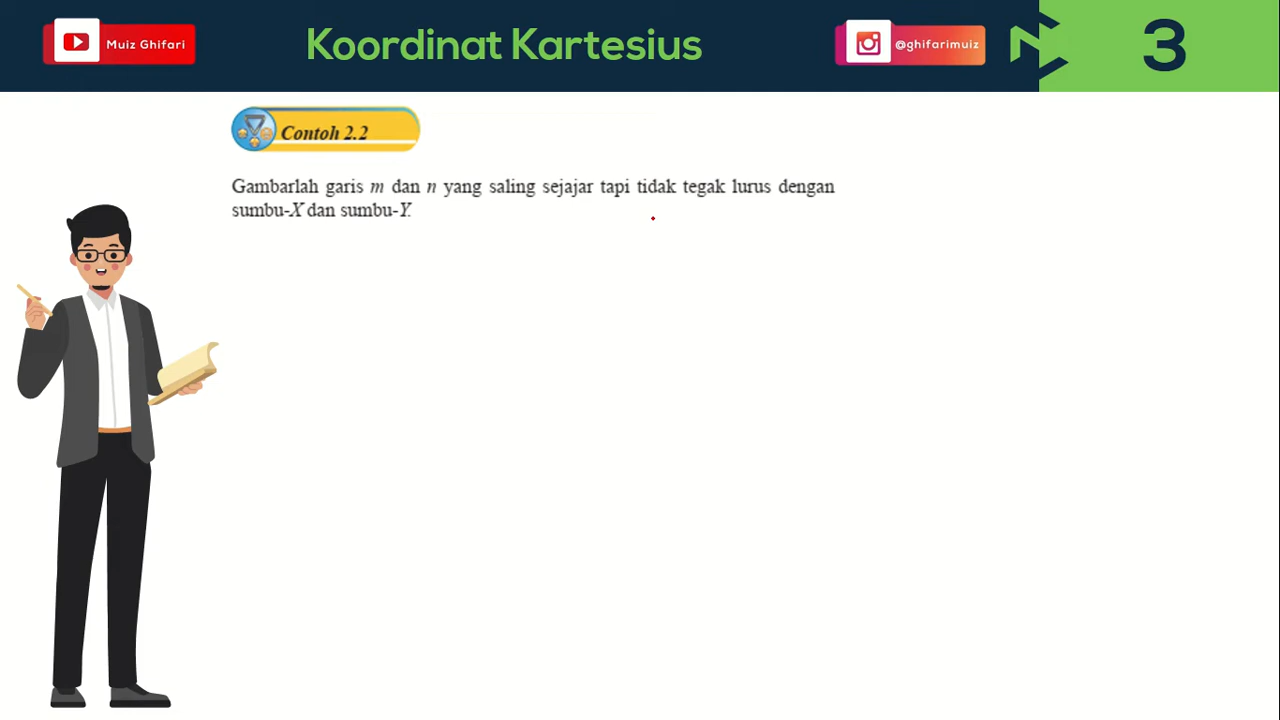 Muiz Ghifari
Koordinat Kartesius
@ghifarimuiz
3
Contoh 2.2
Gambarlah garis m dan n yang saling sejajar tapi tidak tegak lurus dengan
sumbu-X dan sumbu-Y.